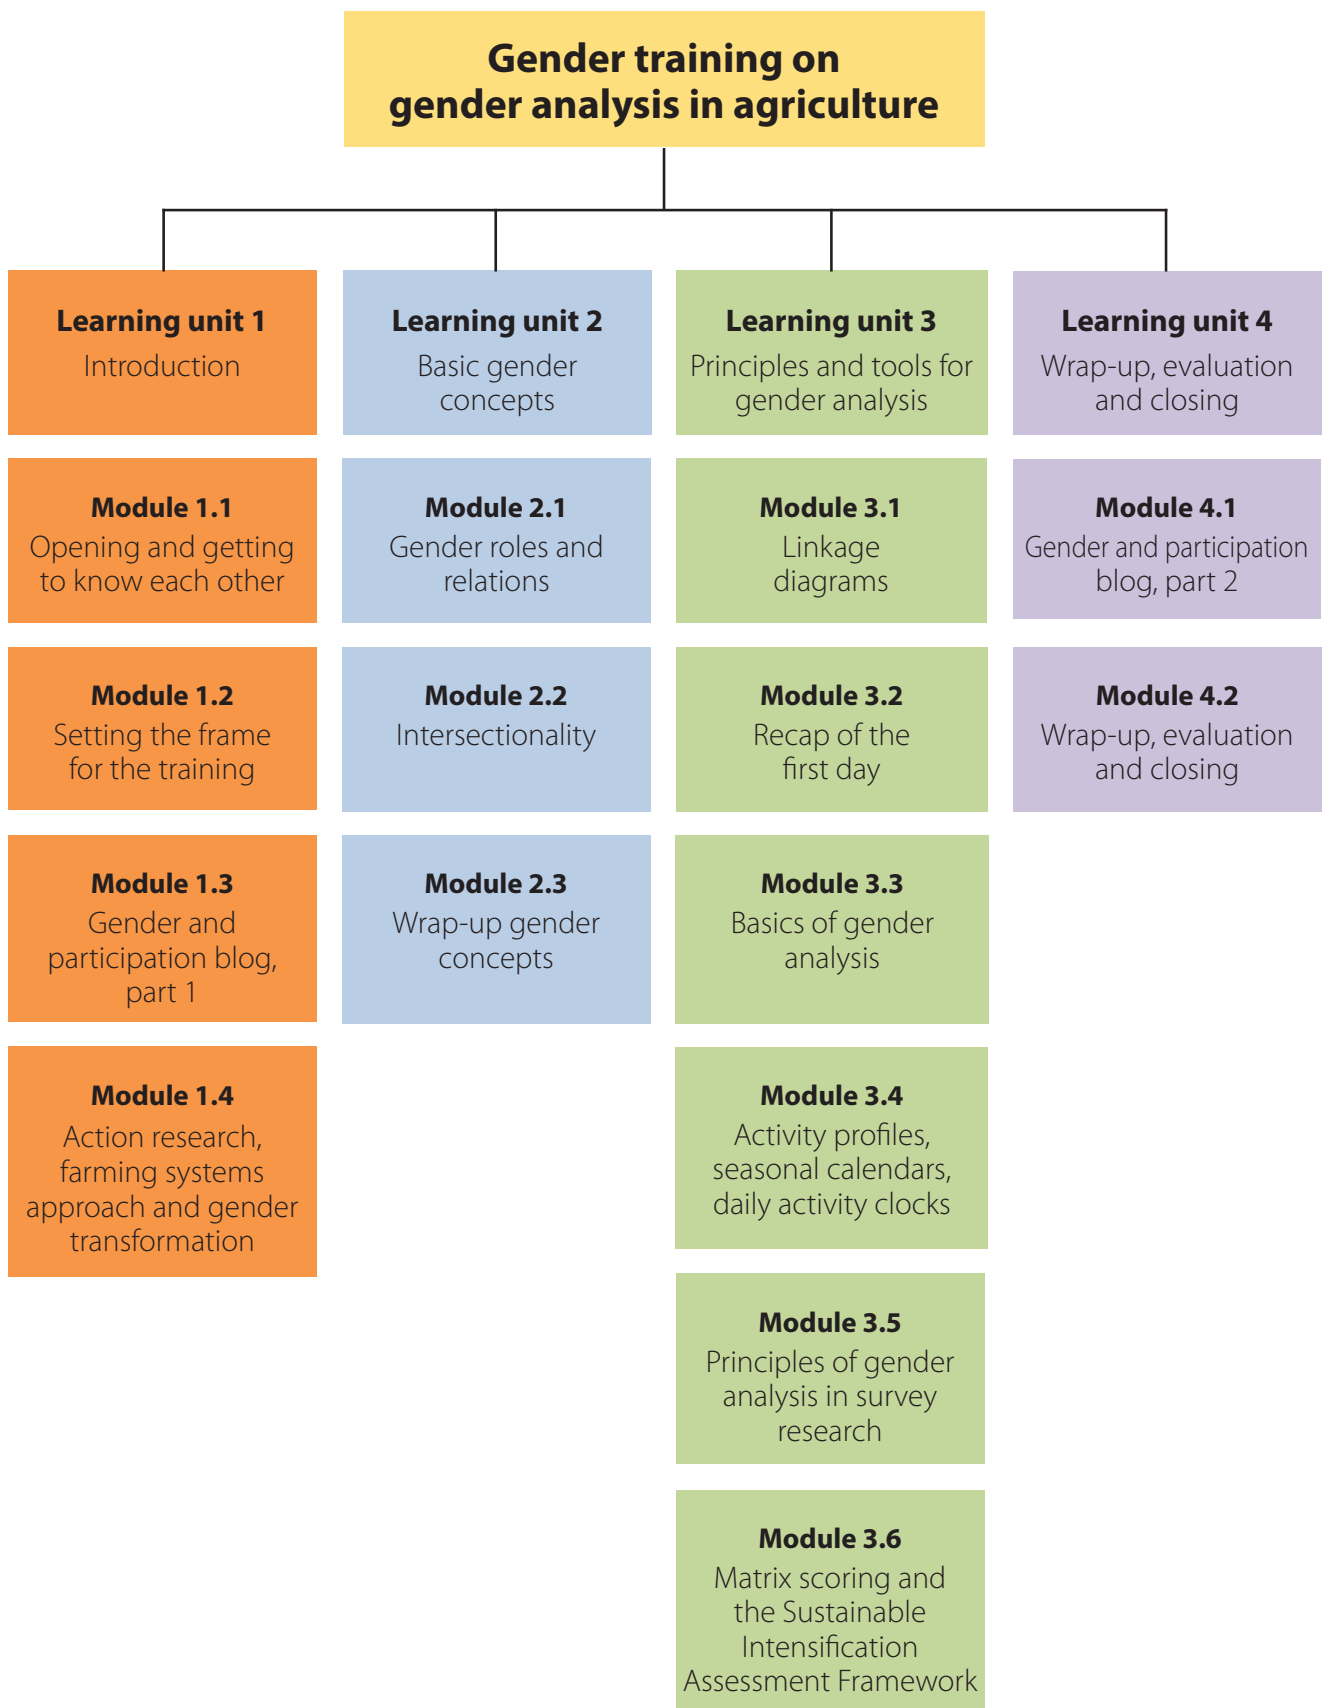 Gender training on
gender analysis in agriculture
Learning unit 1
Introduction
Module 1.1
Opening and getting
to know each other
Module 1.2
Setting the frame
for the training
Module 1.3
Gender and
participation blog,
part 1
Module 1.4
Action research,
farming systems
approach and gender
transformation
Learning unit 2
Basic gender
concepts
Module 2.1
Gender roles and
relations
Module 2.2
Intersectionality
Module 2.3
Wrap-up gender
concepts
Learning unit 3
Principles and tools for
gender analysis
Module 3.1
Linkage
diagrams
Module 3.2
Recap of the
first day
Module 3.3
Basics of gender
analysis
Module 3.4
Activity profiles,
seasonal calendars,
daily activity clocks
Module 3.5
Principles of gender
analysis in survey
research
Module 3.6
Matrix scoring and
the Sustainable
Intensification
Assessment Framework
Learning unit 4
Wrap-up, evaluation
and closing
Module 4.1
Gender and participation
blog, part 2
Module 4.2
Wrap-up, evaluation
and closing